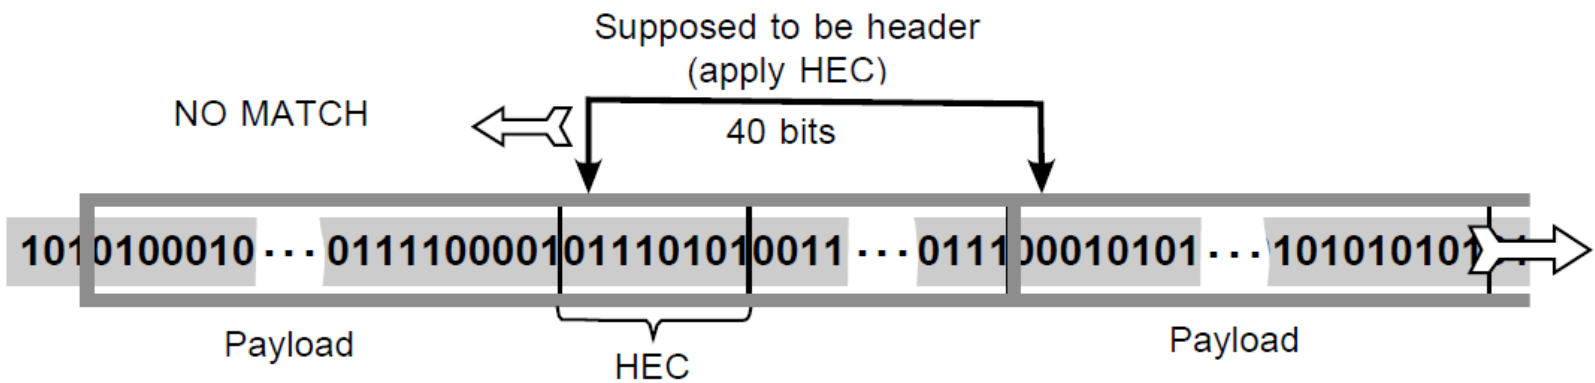 Supposed to be header
(apply HEC)
NO MATCH
40 bits
1010100010 ··· 0111100001011101010011 ··· 011100010101 ··· 101010101
Payload
HEC
Payload